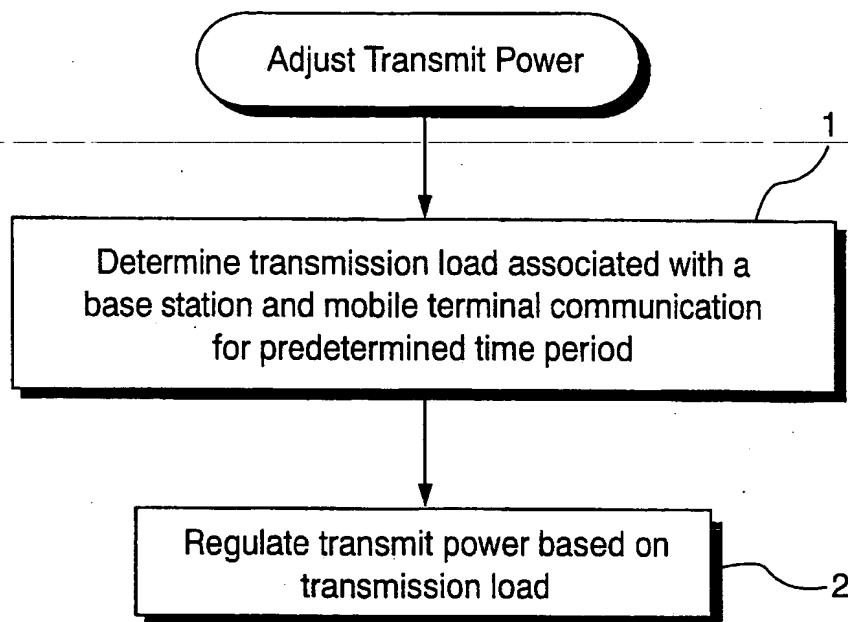 Adjust Transmit Power
1
Determine transmission load associated with a
base station and mobile terminal communication
for predetermined time period
Regulate transmit power based on
transmission load
2